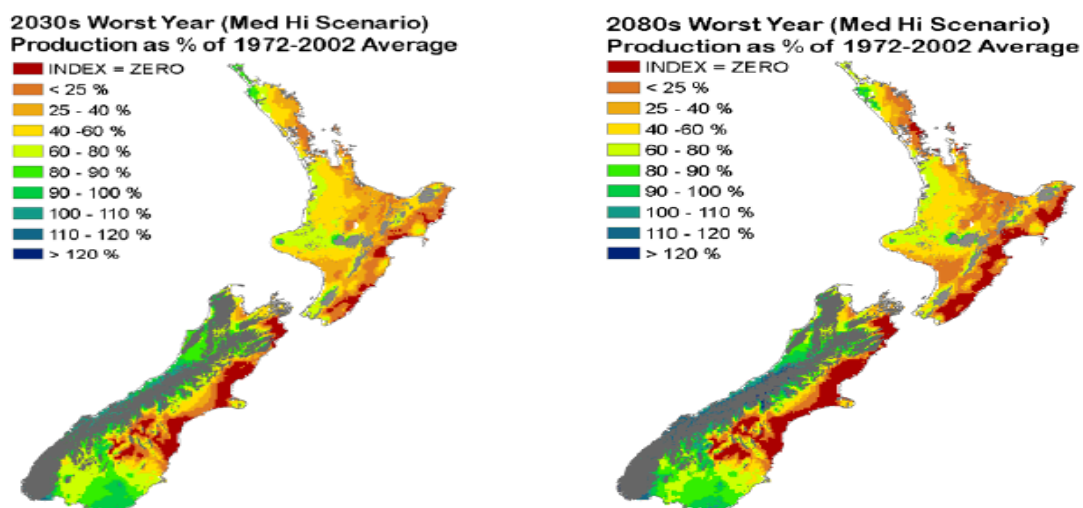 2030s Worst Year (Med Hi Scenario)
Production as % of 1972-2002 Average
INDEX = ZERO
< 25 %
25 - 40 %
40 -60 %
60 - 80 %
80 - 90 %
90 - 100 %
100 - 110 %
110 - 120 %
> 120 %
2080s Worst Year (Med Hi Scenario)
Production as % of 1972-2002 Average
INDEX = ZERO
< 25 %
25 - 40 %
40 -60 %
60 - 80 %
80 - 90 %
90 - 100 %
100 - 110 %
110 - 120 %
> 120 %